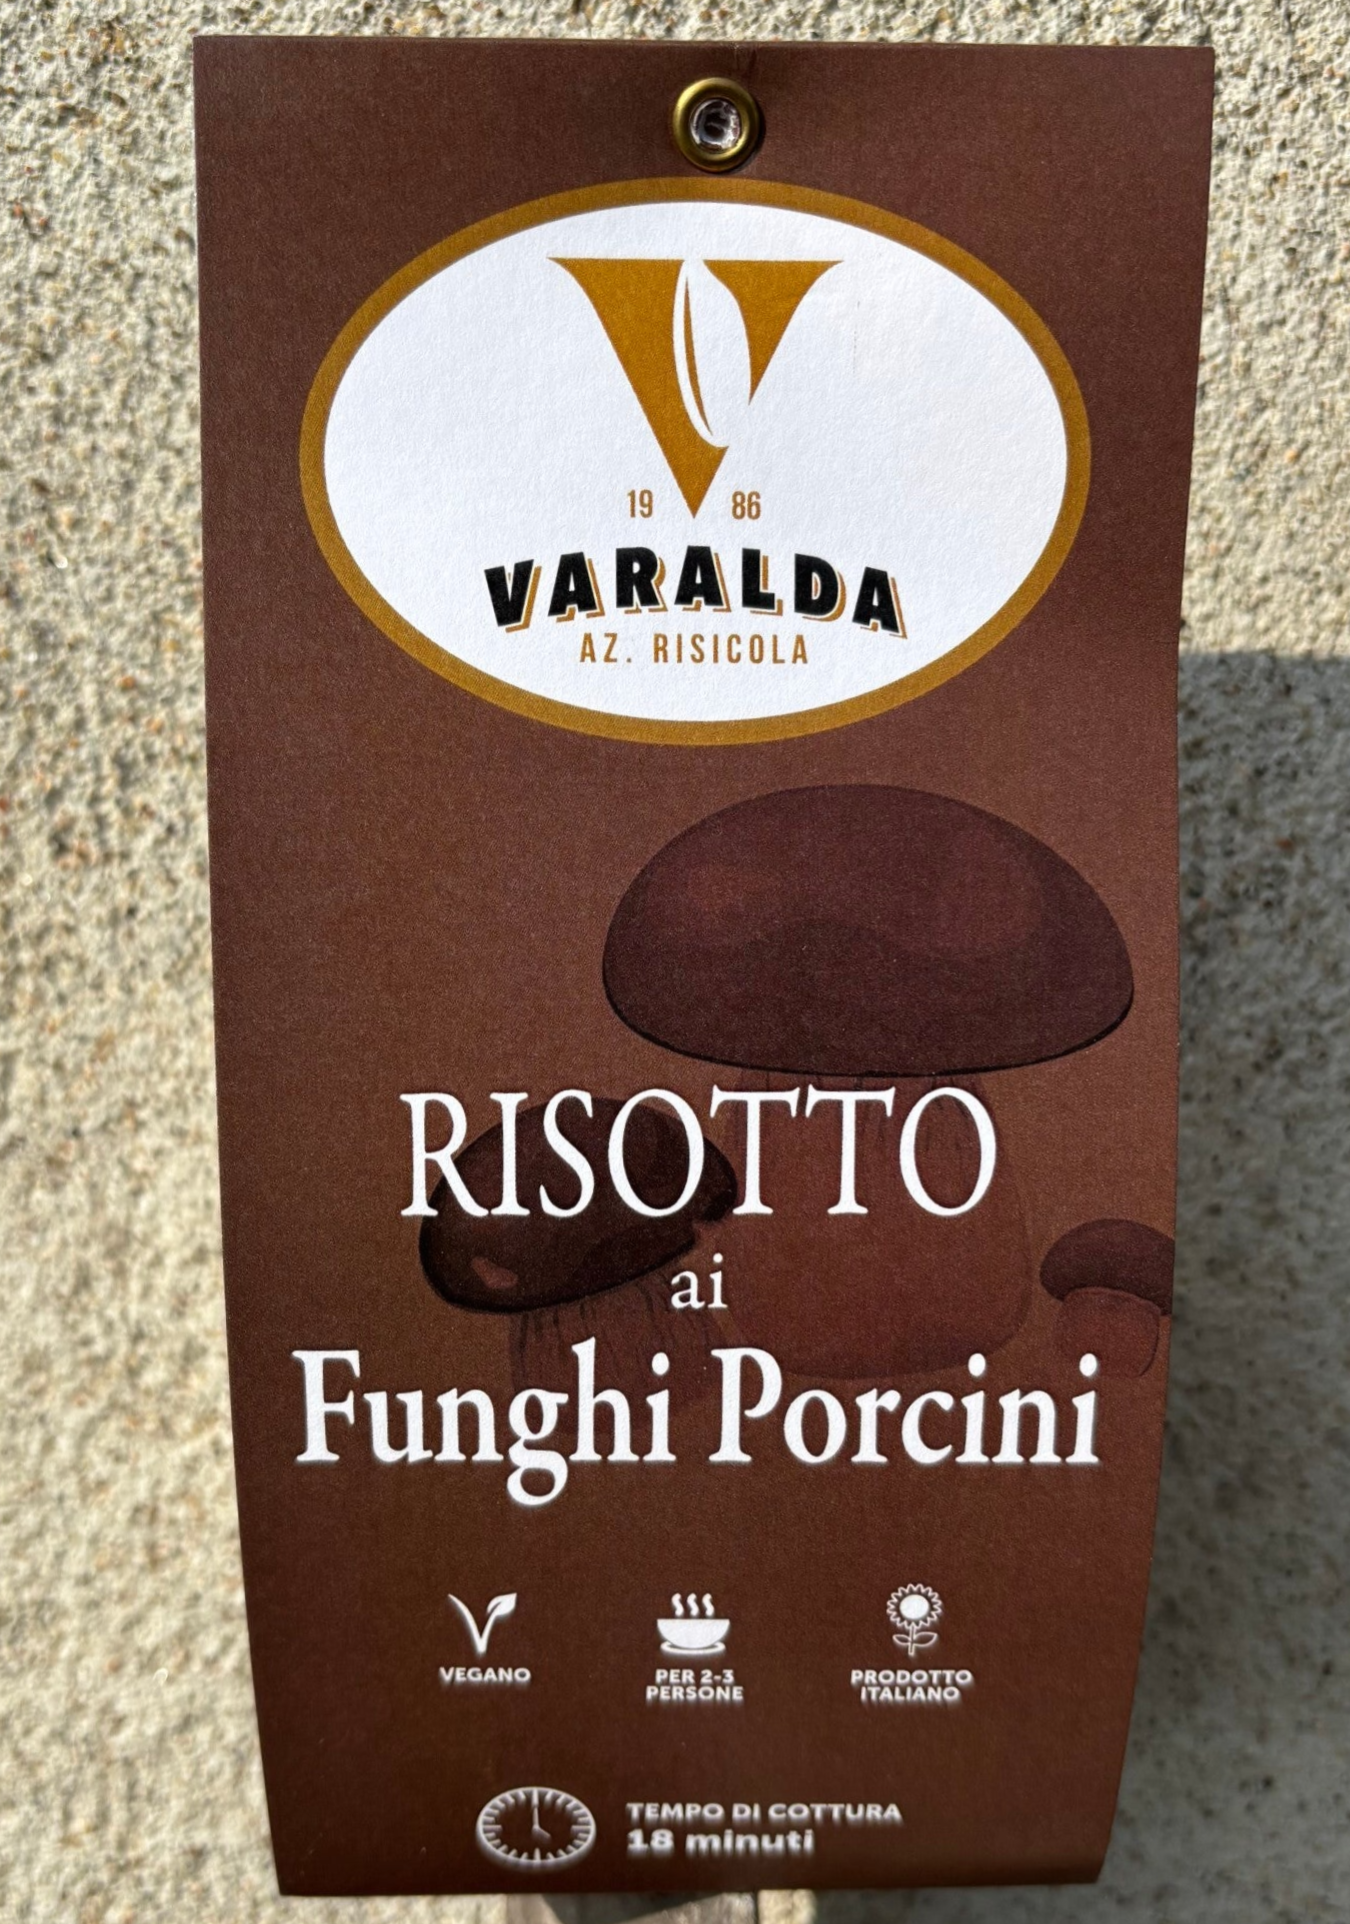 19 86
VARALDA
AZ. RISICOLA
RISOTTO
ai
Funghi Porcini
VEGANO
PER 2-3
PERSONE
PRODOTTO
ITALIANO
TEMPO DI COTTURA
18 minuti